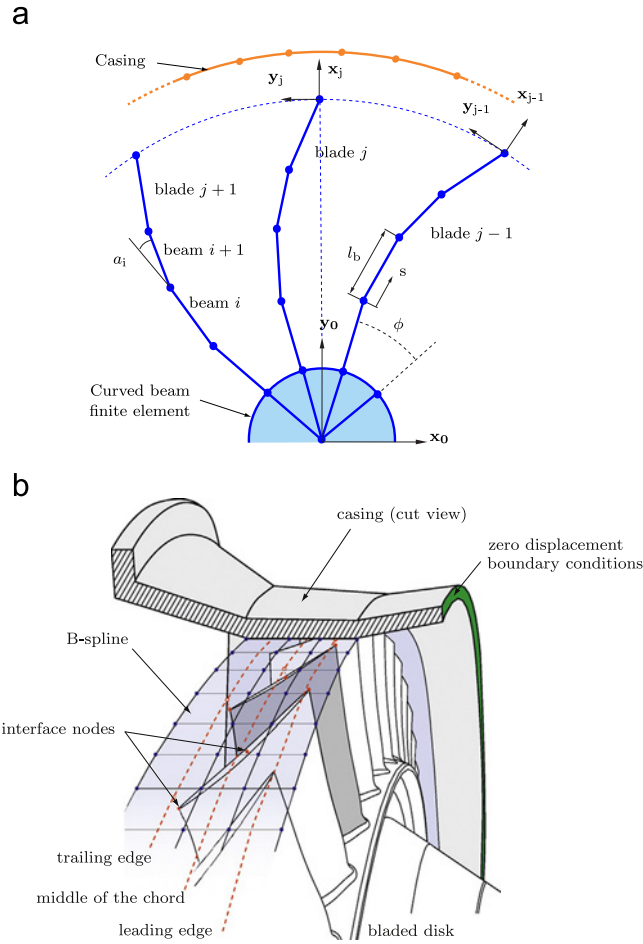 a
Casing
y_j
x_j
x_{j-1}
y_{j-1}
blade j
blade j + 1
blade j − 1
beam i + 1
a_i
l_b
s
beam i
y_0
ϕ
Curved beam
finite element
x_0
b
casing (cut view)
zero displacement
boundary conditions
B-spline
interface nodes
trailing edge
middle of the chord
leading edge
bladed disk